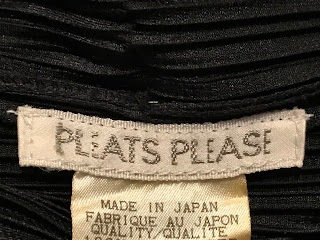 PLEATS PLEASE
MADE IN JAPAN
FABRIQUE AU JAPON
QUALITY/QUALITE